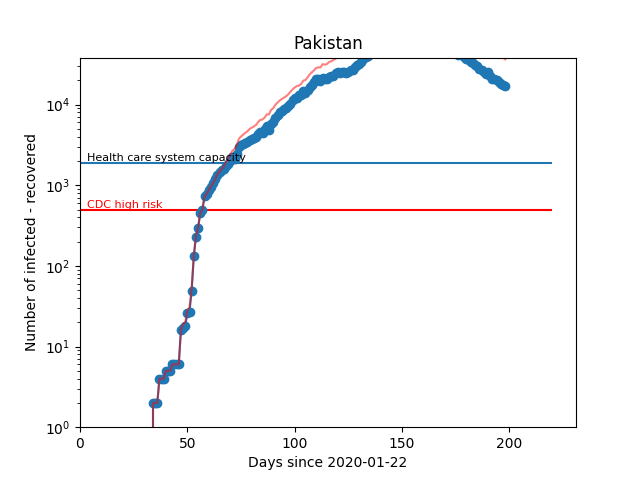 Pakistan
Number of infected - recovered
10⁴
10³
10²
10¹
10⁰
Health care system capacity
CDC high risk
0 50 100 150 200
Days since 2020-01-22